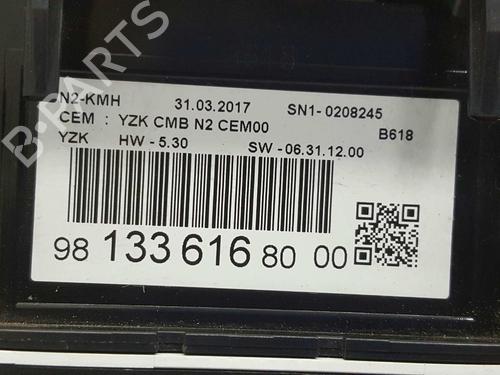 B-PARTS
N2-KMH 31.03.2017 SN1- 0208245
CEM : YZK CMB N2 CEM00 B618
YZK HW - 5.30 SW - 06.31.12.00
98 133 616 80 00